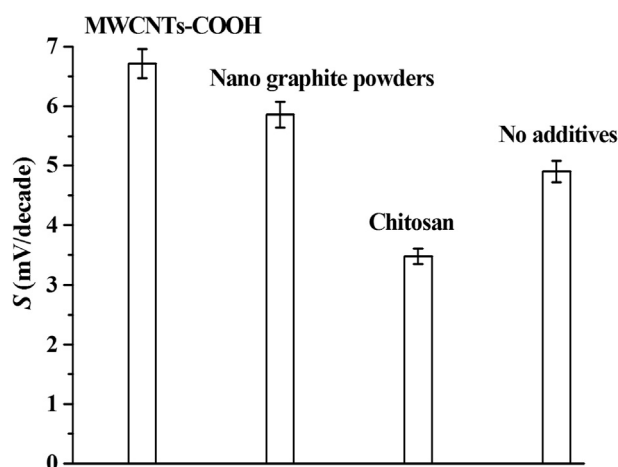 MWCNTs-COOH
7
Nano graphite powders
6
No additives
5
Chitosan
4
3
2
1
0
S (mV/decade)